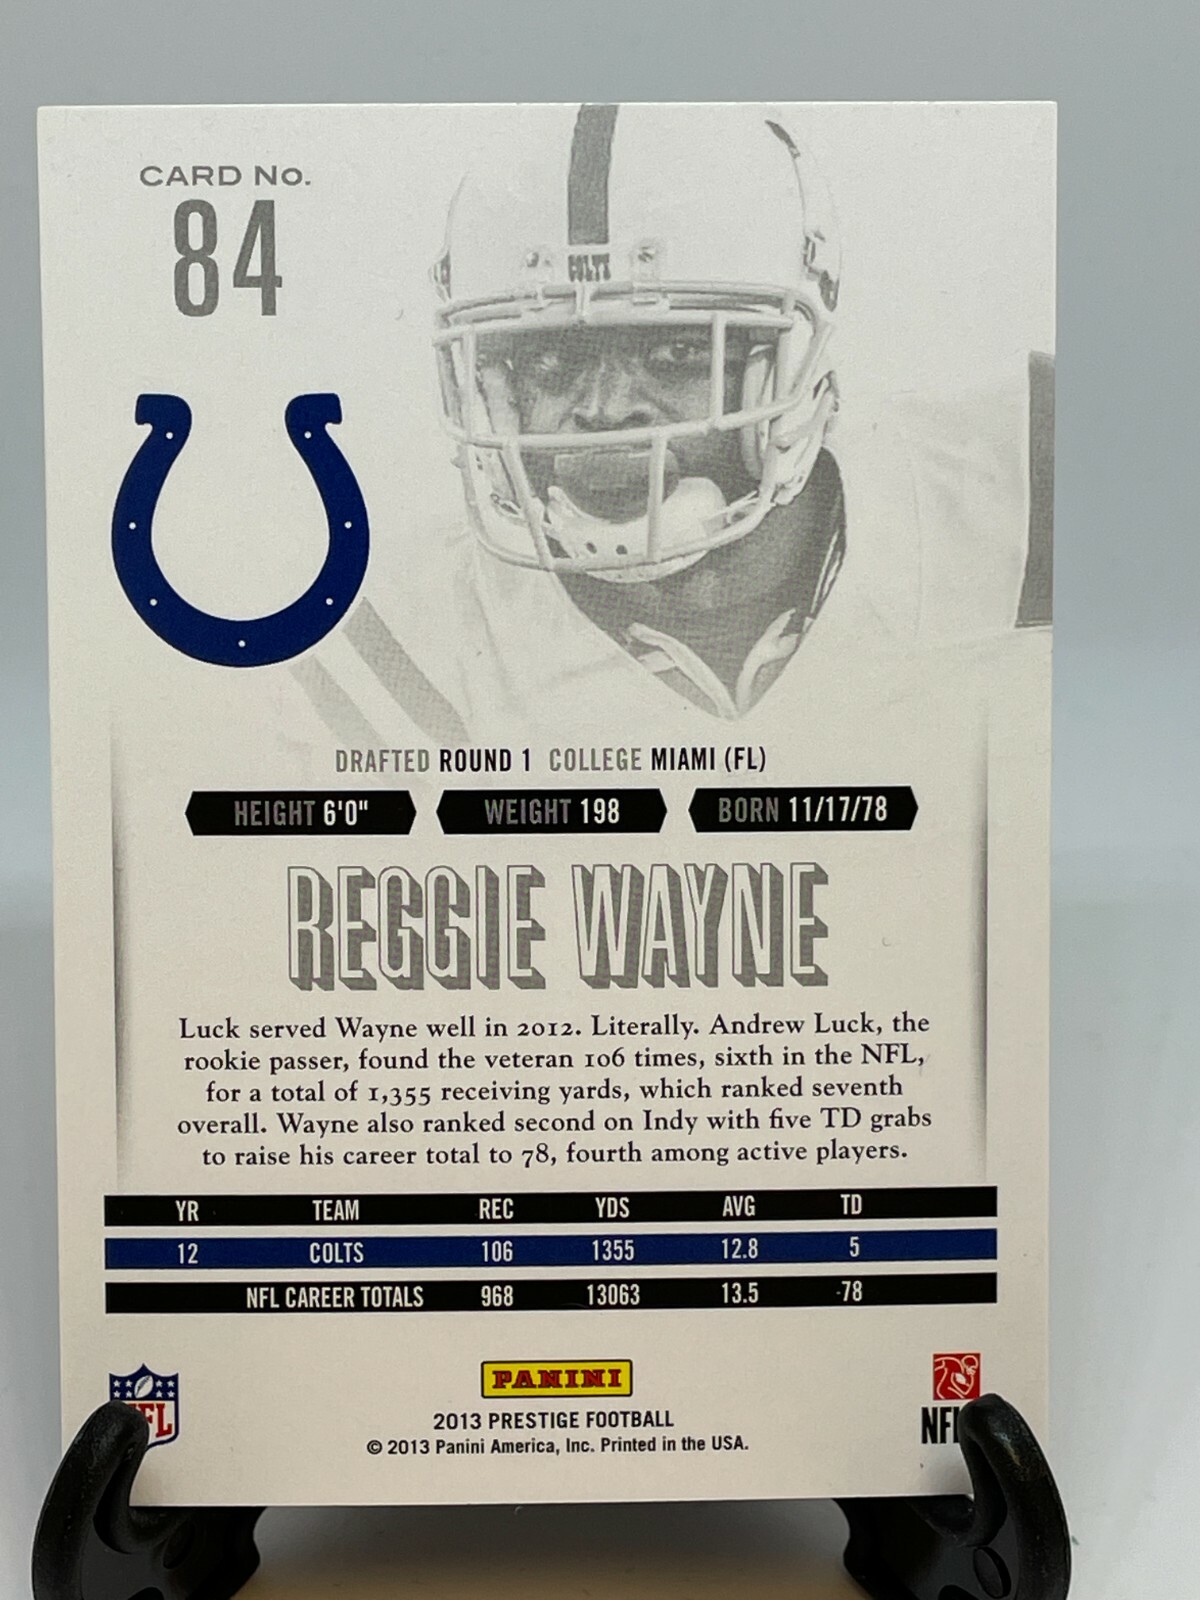 CARD No.
84
COLTS
DRAFTED ROUND 1 COLLEGE MIAMI (FL)
HEIGHT 6'0" WEIGHT 198 BORN 11/17/78
REGGIE WAYNE
Luck served Wayne well in 2012. Literally. Andrew Luck, the
rookie passer, found the veteran 106 times, sixth in the NFL,
for a total of 1,355 receiving yards, which ranked seventh
overall. Wayne also ranked second on Indy with five TD grabs
to raise his career total to 78, fourth among active players.
YR TEAM REC YDS AVG TD
12 COLTS 106 1355 12.8 5
NFL CAREER TOTALS 968 13063 13.5 78
PANINI
2013 PRESTIGE FOOTBALL
© 2013 Panini America, Inc. Printed in the USA.